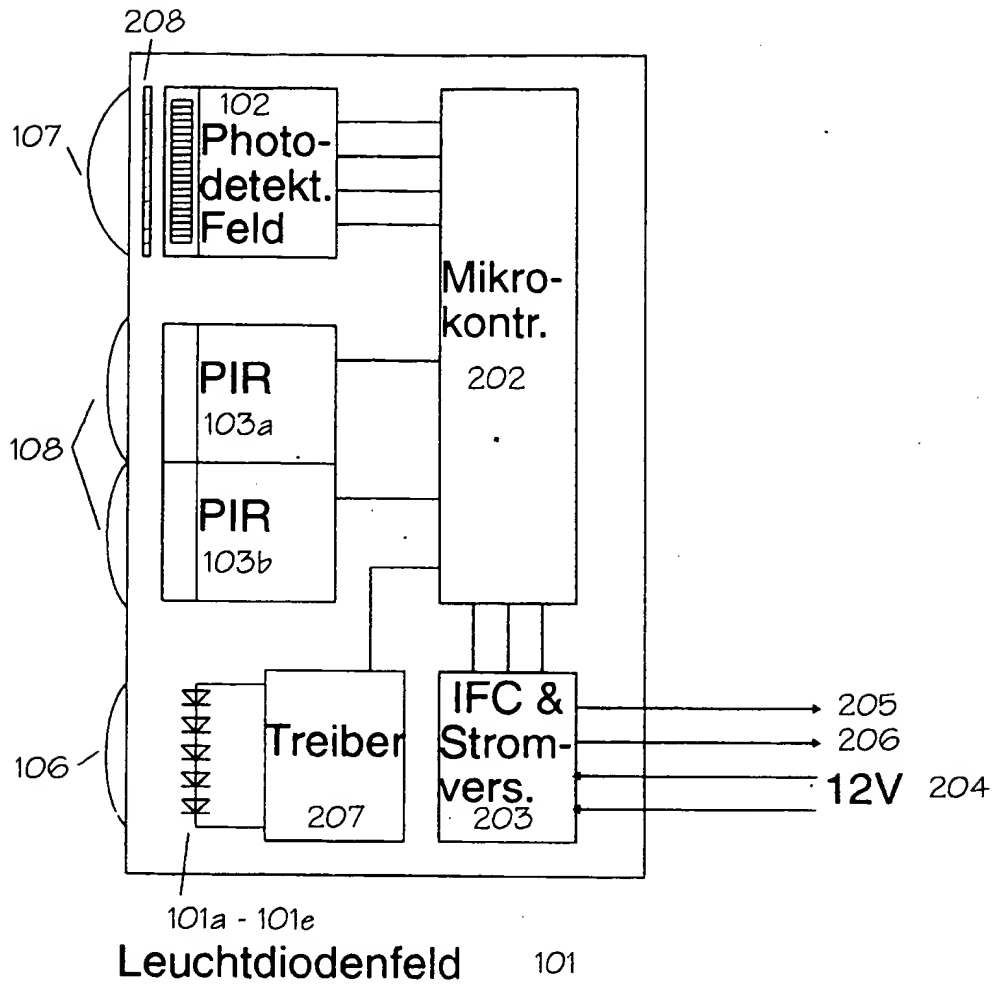 208
107
102
Photo-
detekt.
Feld
Mikro-
kontr.
202
PIR
103a
108
PIR
103b
106
Treiber
207
IFC &
Strom-
vers.
203
205
206
12V 204
101a - 101e
Leuchtdiodenfeld 101